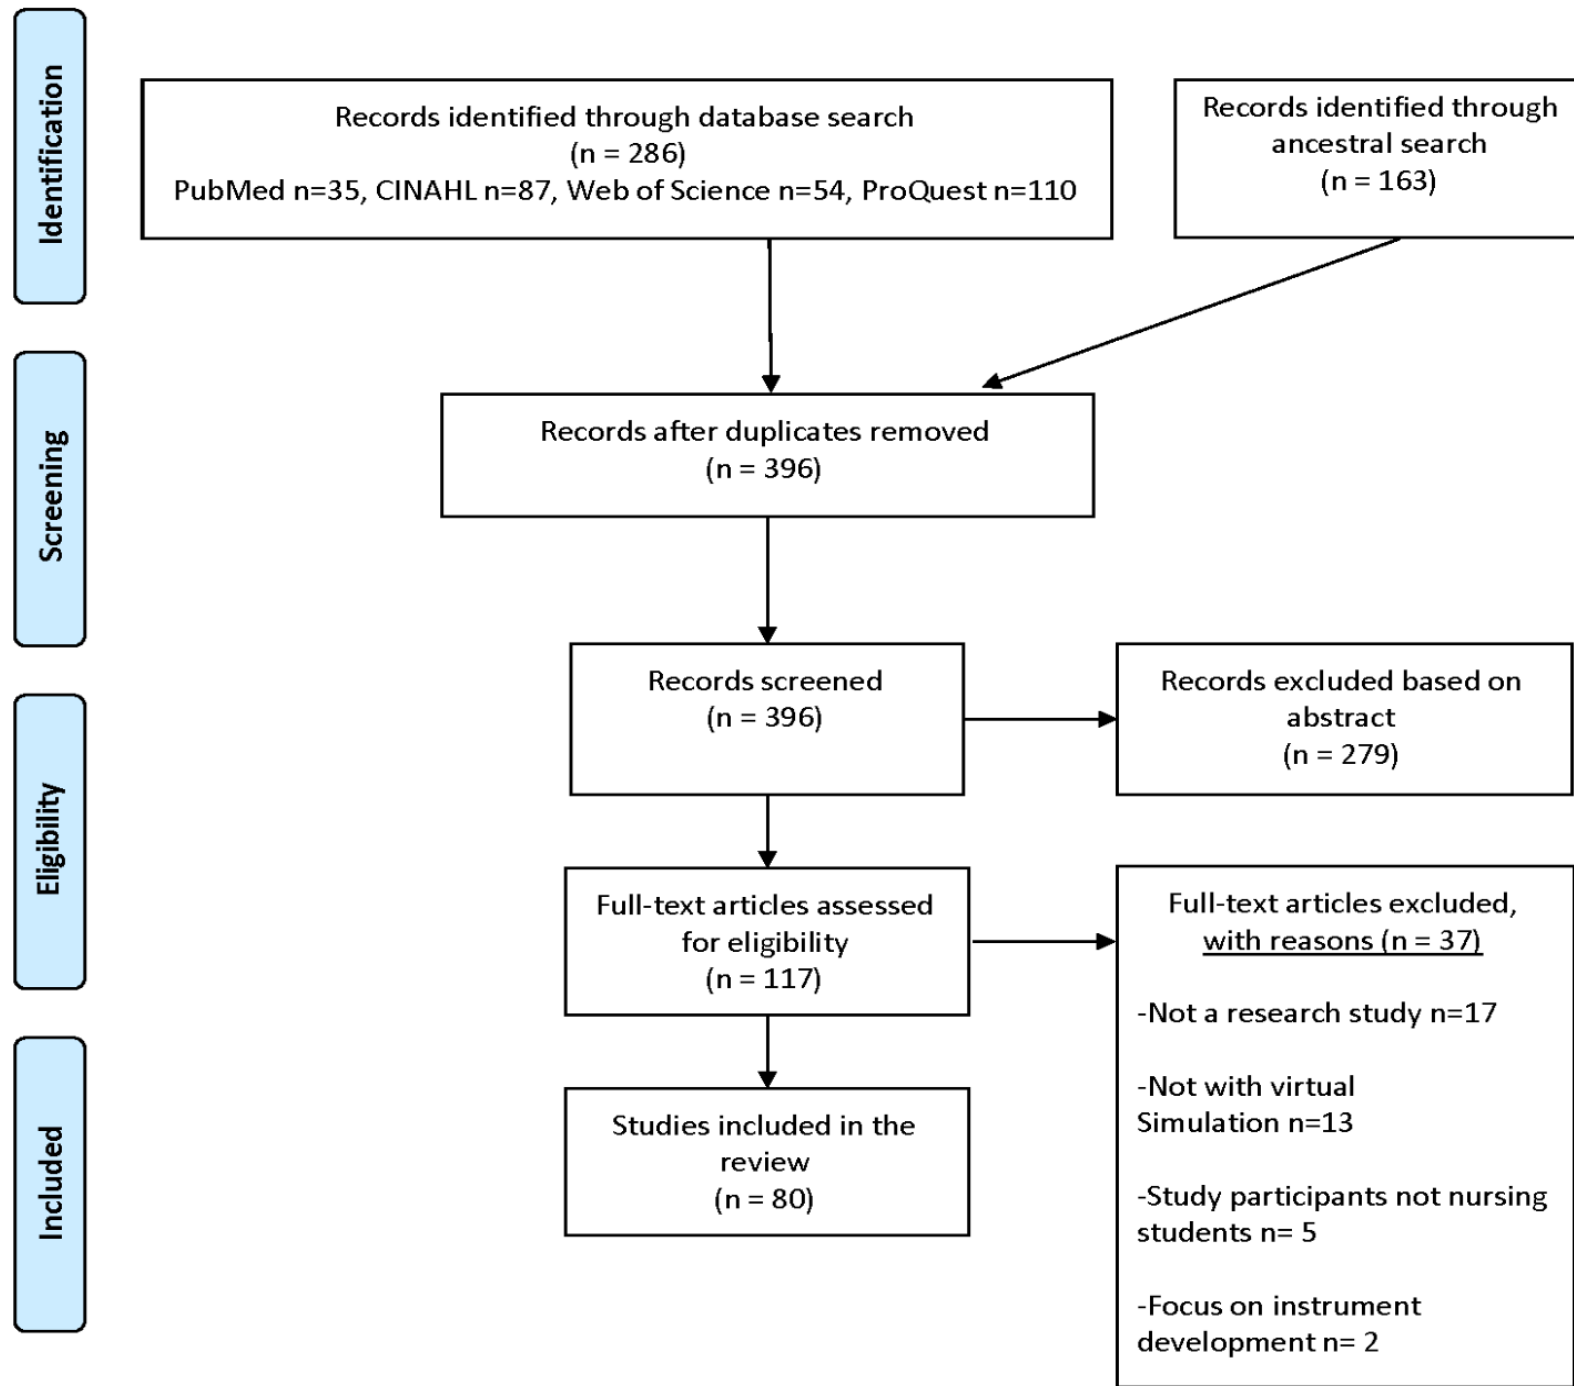 Identification
Records identified through database search
(n = 286)
PubMed n=35, CINAHL n=87, Web of Science n=54, ProQuest n=110
Records identified through
ancestral search
(n = 163)
Screening
Records after duplicates removed
(n = 396)
Records screened
(n = 396)
Records excluded based on
abstract
(n = 279)
Eligibility
Full-text articles assessed
for eligibility
(n = 117)
Full-text articles excluded,
with reasons (n = 37)
-Not a research study n=17
-Not with virtual
Simulation n=13
-Study participants not nursing
students n= 5
-Focus on instrument
development n= 2
Included
Studies included in the
review
(n = 80)